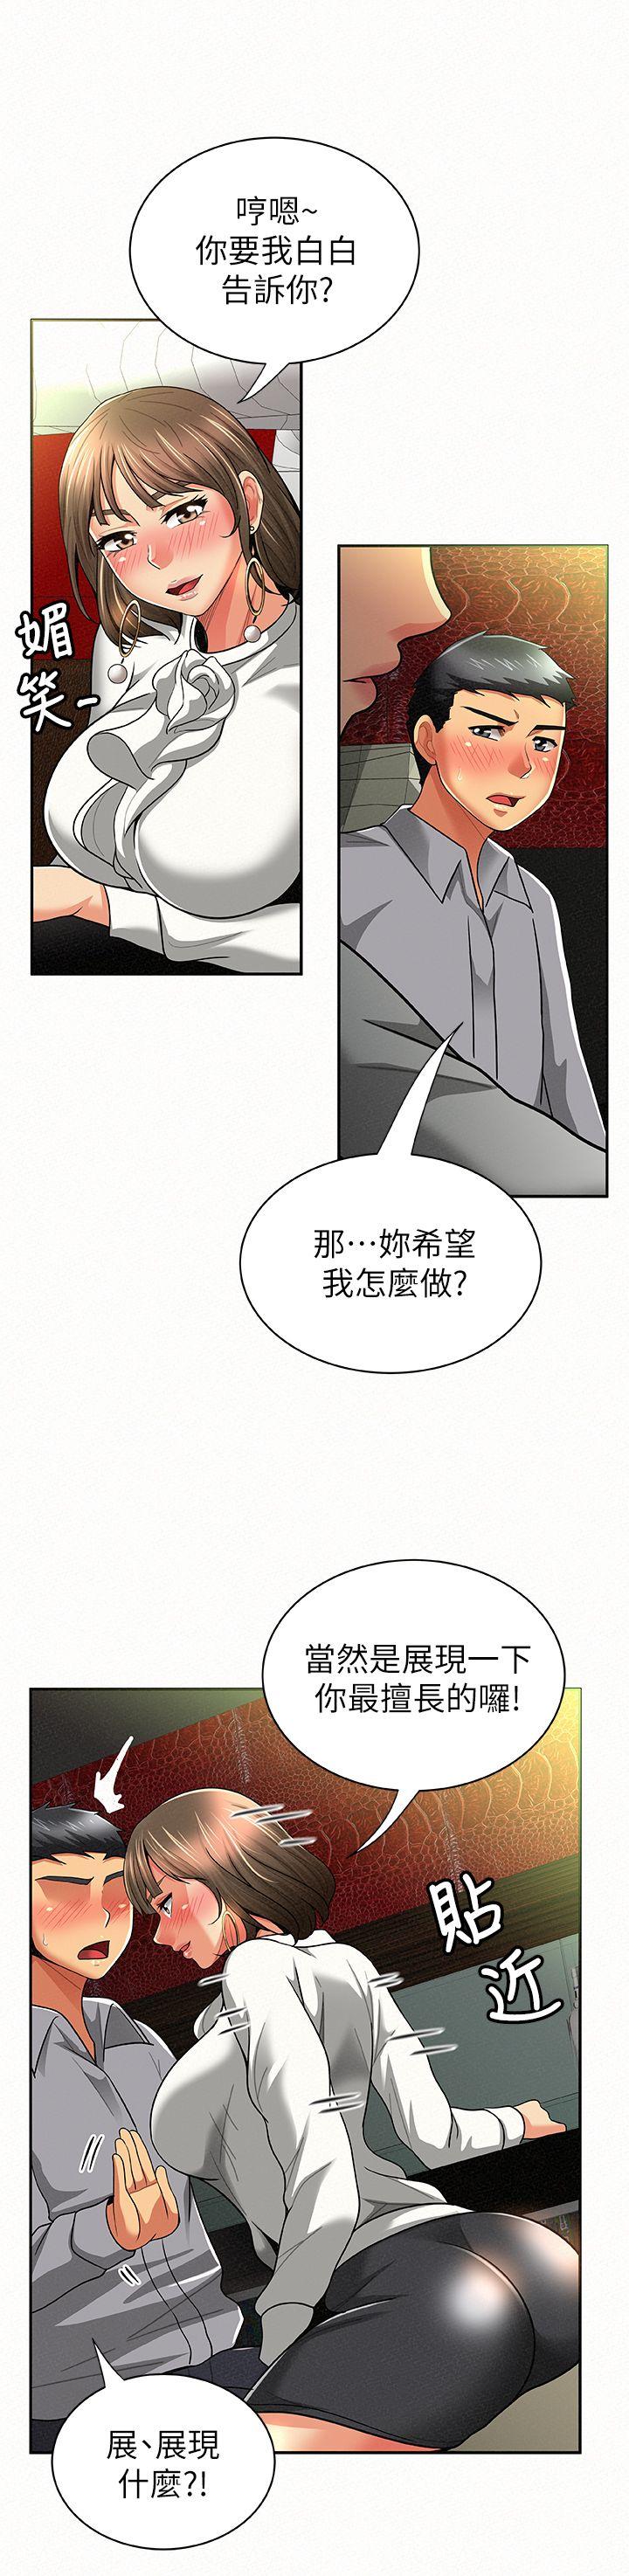 哼嗯~
你要我白白
告訴你?
媚
笑-
那⋯妳希望
我怎麼做?
當然是展現一下
你最擅長的囉!
貼
近
展、展現
什麼?!